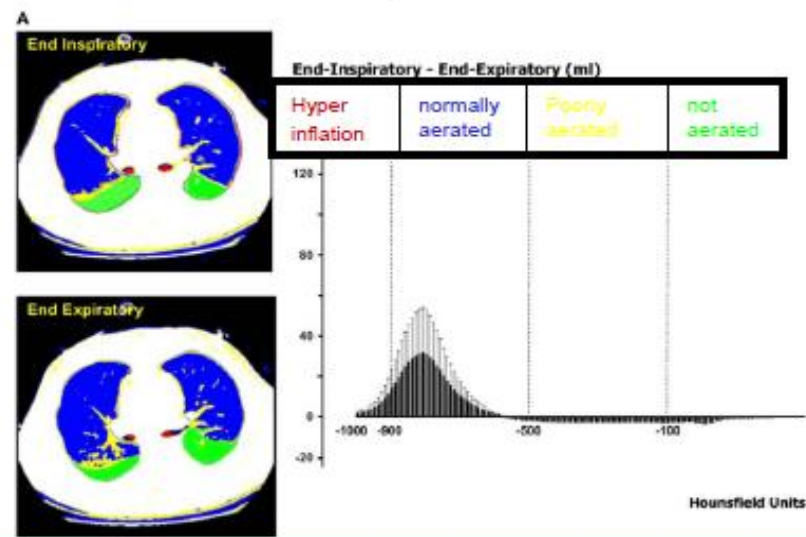 A
End Inspiratory
End-Inspiratory - End-Expiratory (ml)
Hyper inflation
normally aerated
Poorly aerated
not aerated
120
80
40
0
-20
-1000 -900 -500 -100
Hounsfield Units
End Expiratory